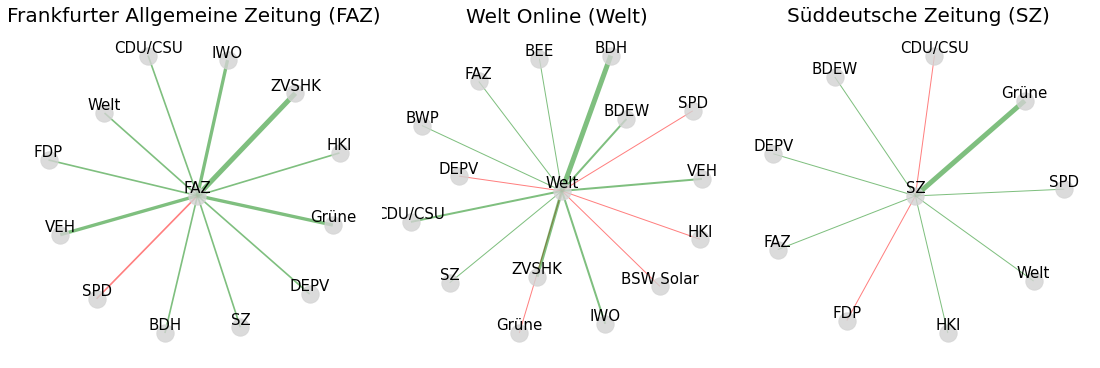 Frankfurter Allgemeine Zeitung (FAZ)
CDU/CSU
IWO
ZVSHK
Welt
HKI
FDP
FAZ
Grüne
VEH
SPD
DEPV
BDH
SZ
Welt Online (Welt)
BEE
BDH
FAZ
SPD
BDEW
BWP
DEPV
VEH
Welt
CDU/CSU
HKI
ZVSHK
SZ
BSW Solar
IWO
Grüne
Süddeutsche Zeitung (SZ)
CDU/CSU
BDEW
Grüne
DEPV
SPD
SZ
FAZ
Welt
FDP
HKI